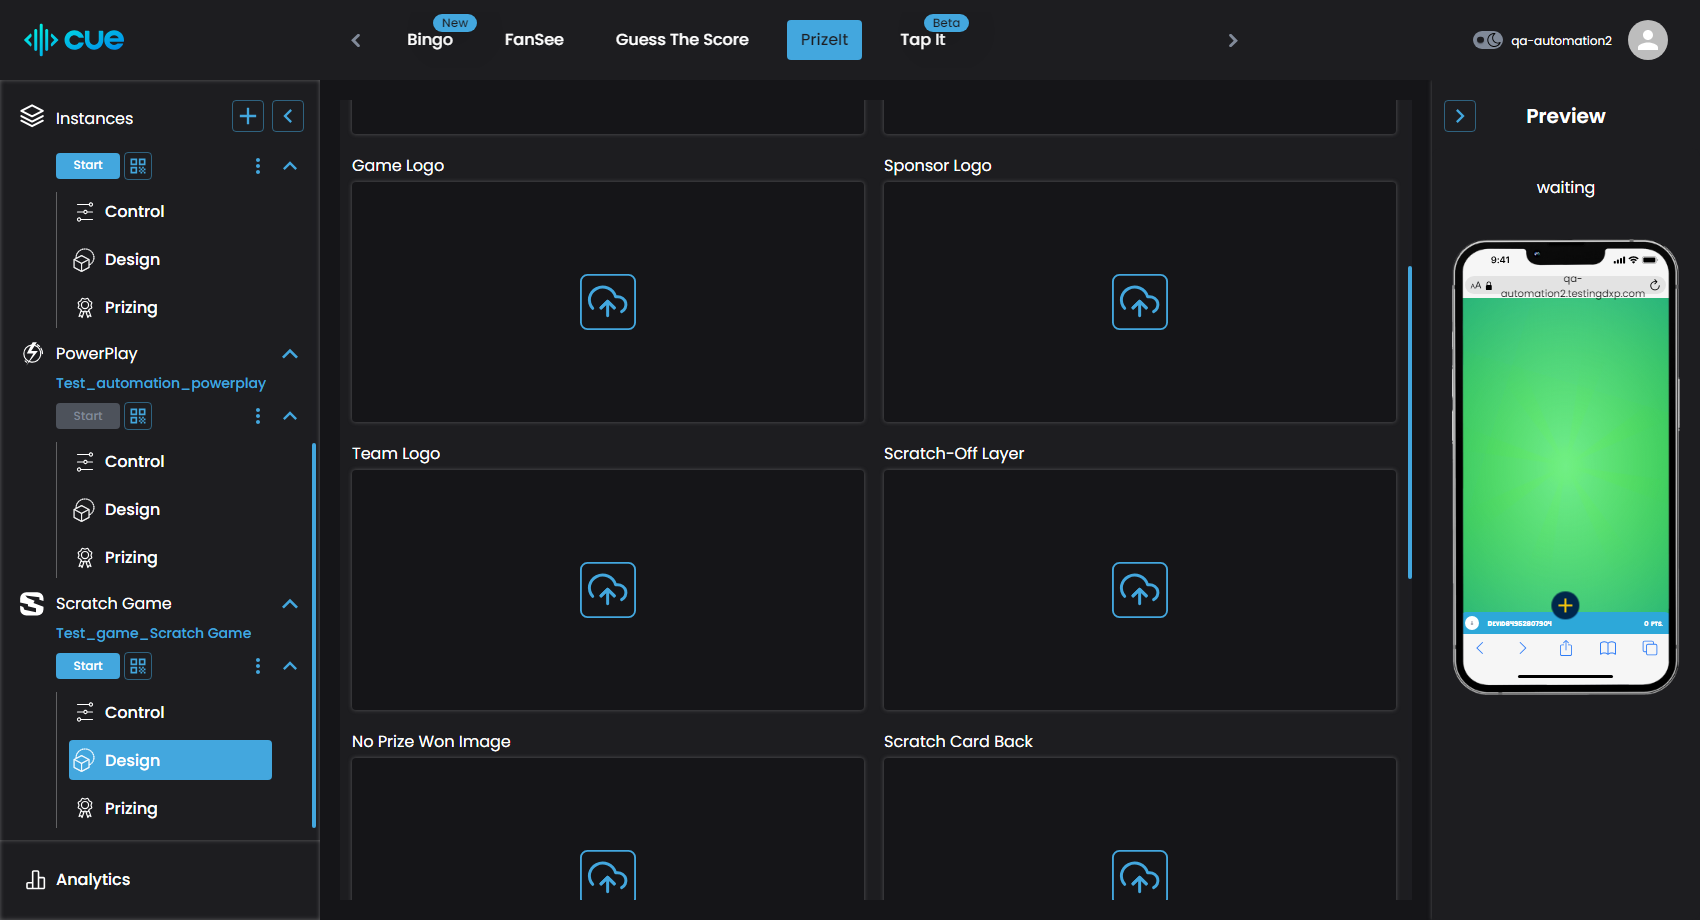 cue
Bingo
New
FanSee
Guess The Score
PrizeIt
Tap It
Beta
qa-automation2
Instances
Start
Control
Design
Prizing
PowerPlay
Test_automation_powerplay
Start
Control
Design
Prizing
Scratch Game
Test_game_Scratch Game
Start
Control
Design
Prizing
Analytics
Game Logo
Sponsor Logo
Team Logo
Scratch-Off Layer
No Prize Won Image
Scratch Card Back
Preview
waiting
9:41
AA
qa-
automation2.testingdxp.com
0 PTS.